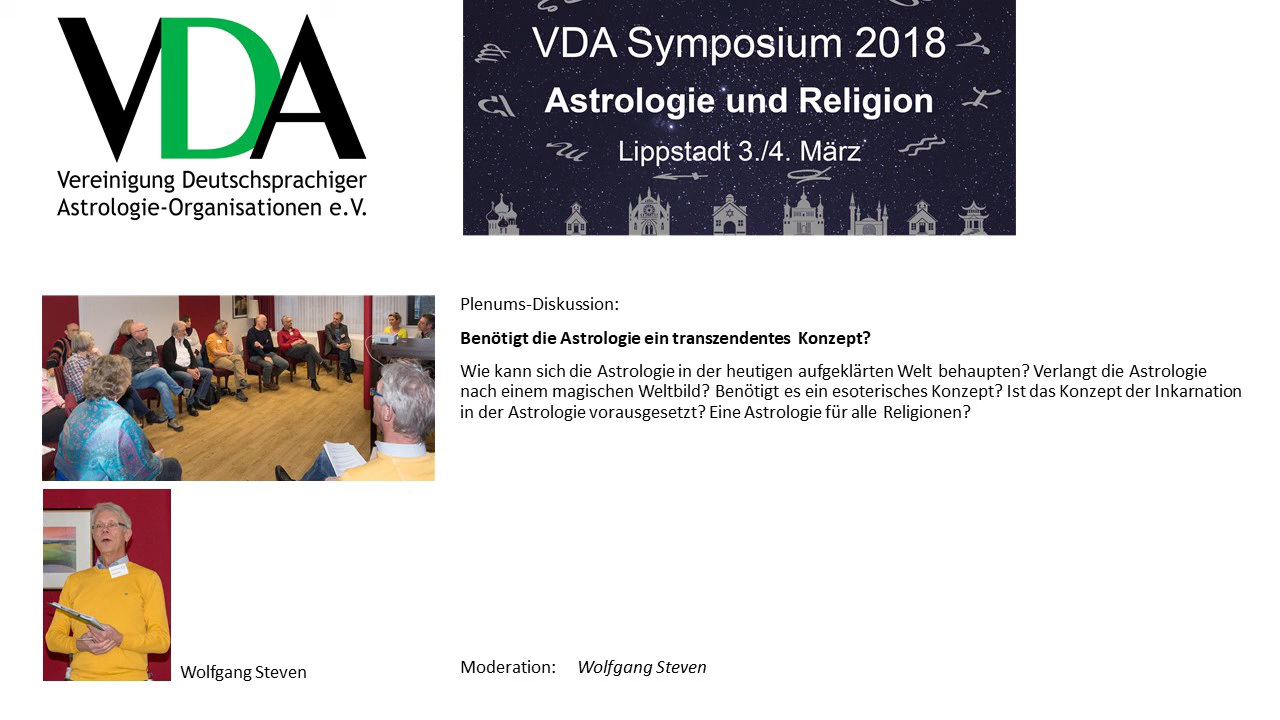 VDA
Vereinigung Deutschsprachiger
Astrologie-Organisationen e.V.
VDA Symposium 2018
Astrologie und Religion
Lippstadt 3./4. März
Plenums-Diskussion:
Benötigt die Astrologie ein transzendentes Konzept?
Wie kann sich die Astrologie in der heutigen aufgeklärten Welt behaupten? Verlangt die Astrologie
nach einem magischen Weltbild? Benötigt es ein esoterisches Konzept? Ist das Konzept der Inkarnation
in der Astrologie vorausgesetzt? Eine Astrologie für alle Religionen?
Wolfgang Steven
Moderation: Wolfgang Steven